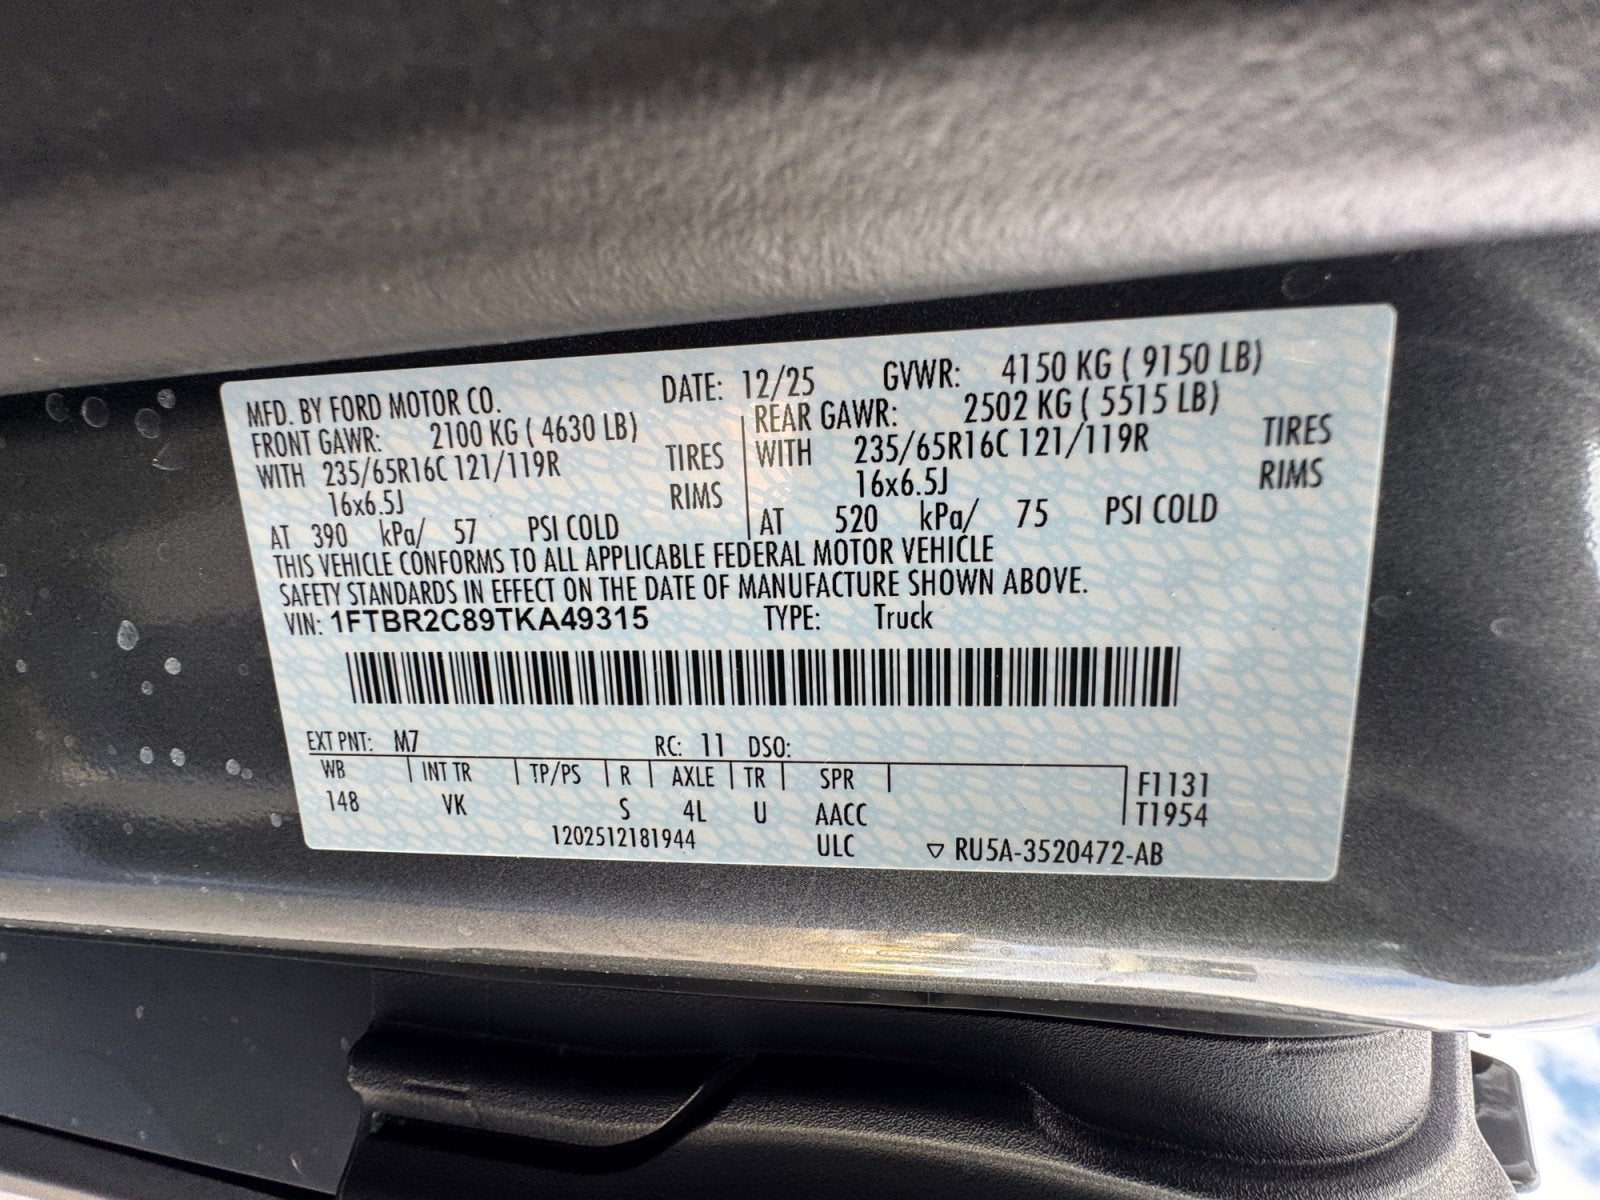 MFD. BY FORD MOTOR CO. DATE: 12/25 GVWR: 4150 KG ( 9150 LB)
FRONT GAWR: 2100 KG ( 4630 LB) REAR GAWR: 2502 KG ( 5515 LB)
WITH 235/65R16C 121/119R TIRES WITH 235/65R16C 121/119R TIRES
16x6.5J RIMS 16x6.5J RIMS
AT 390 kPa/ 57 PSI COLD AT 520 kPa/ 75 PSI COLD
THIS VEHICLE CONFORMS TO ALL APPLICABLE FEDERAL MOTOR VEHICLE
SAFETY STANDARDS IN EFFECT ON THE DATE OF MANUFACTURE SHOWN ABOVE.
VIN: 1FTBR2C89TKA49315 TYPE: Truck
EXT PNT: M7 RC: 11 DSO:
WB INT TR TP/PS R AXLE TR SPR F1131
148 VK S 4L U AACC T1954
1202512181944 ULC ▽ RU5A-3520472-AB